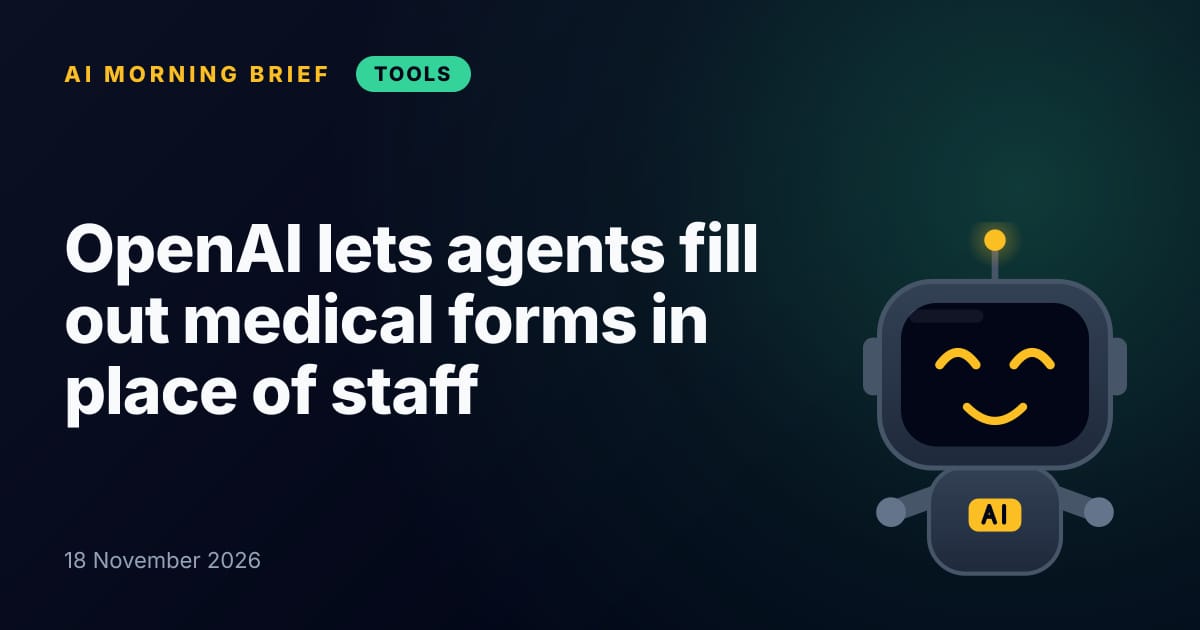 AI MORNING BRIEF
TOOLS
OpenAI lets agents fill
out medical forms in
place of staff
AI
18 November 2026